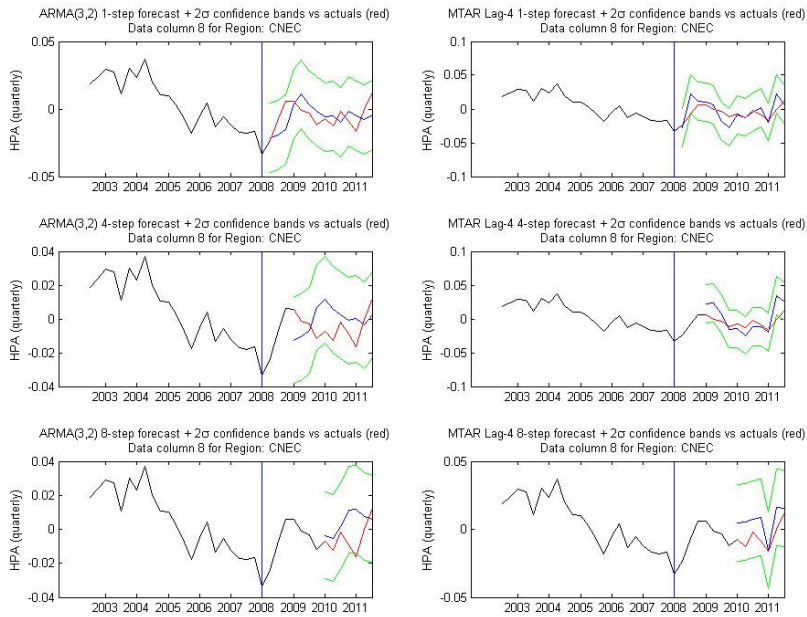 ARMA(3,2) 1-step forecast + 2σ confidence bands vs actuals (red)
Data column 8 for Region: CNEC
HPA (quarterly)
0.05
0
-0.05
2003 2004 2005 2006 2007 2008 2009 2010 2011
MTAR Lag-4 1-step forecast + 2σ confidence bands vs actuals (red)
Data column 8 for Region: CNEC
HPA (quarterly)
0.1
0.05
0
-0.05
-0.1
2003 2004 2005 2006 2007 2008 2009 2010 2011
ARMA(3,2) 4-step forecast + 2σ confidence bands vs actuals (red)
Data column 8 for Region: CNEC
HPA (quarterly)
0.04
0.02
0
-0.02
-0.04
2003 2004 2005 2006 2007 2008 2009 2010 2011
MTAR Lag-4 4-step forecast + 2σ confidence bands vs actuals (red)
Data column 8 for Region: CNEC
HPA (quarterly)
0.1
0.05
0
-0.05
-0.1
2003 2004 2005 2006 2007 2008 2009 2010 2011
ARMA(3,2) 8-step forecast + 2σ confidence bands vs actuals (red)
Data column 8 for Region: CNEC
HPA (quarterly)
0.04
0.02
0
-0.02
-0.04
2003 2004 2005 2006 2007 2008 2009 2010 2011
MTAR Lag-4 8-step forecast + 2σ confidence bands vs actuals (red)
Data column 8 for Region: CNEC
HPA (quarterly)
0.05
0
-0.05
2003 2004 2005 2006 2007 2008 2009 2010 2011